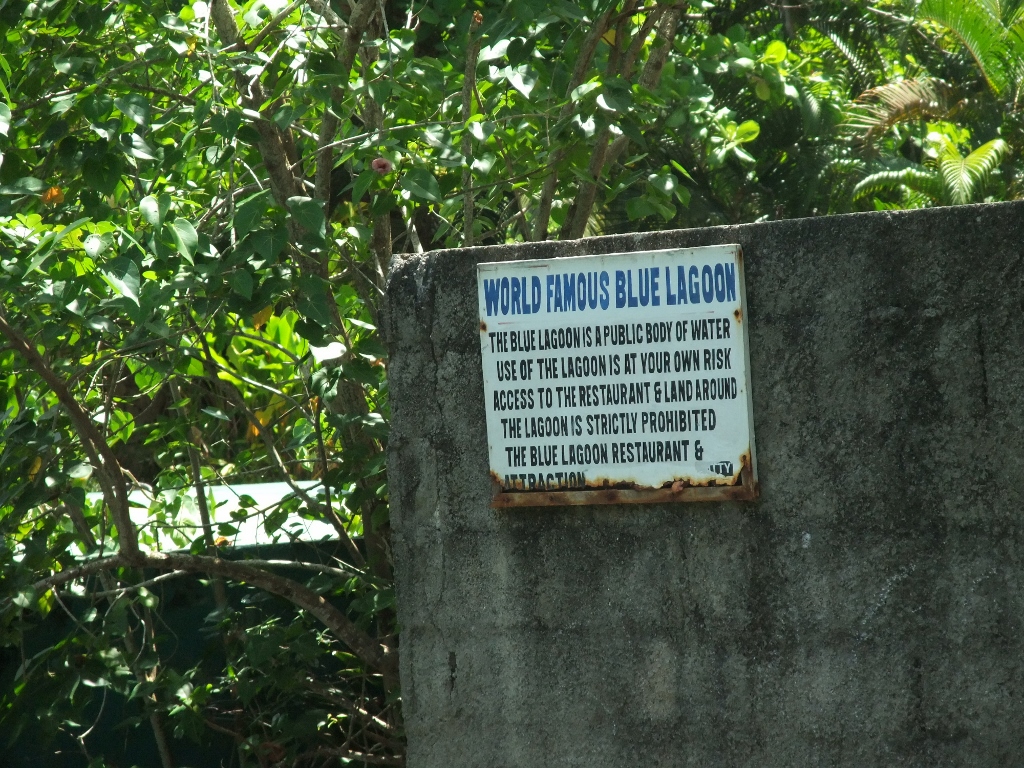 WORLD FAMOUS BLUE LAGOON
THE BLUE LAGOON IS A PUBLIC BODY OF WATER
USE OF THE LAGOON IS AT YOUR OWN RISK
ACCESS TO THE RESTAURANT & LAND AROUND
THE LAGOON IS STRICTLY PROHIBITED
THE BLUE LAGOON RESTAURANT &
ATTRACTION